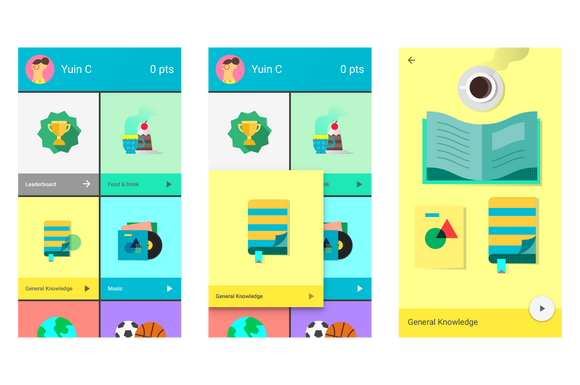 Yuin C 0 pts
Leaderboard
Food & Drink
General Knowledge
Music
Yuin C 0 pts
General Knowledge
General Knowledge